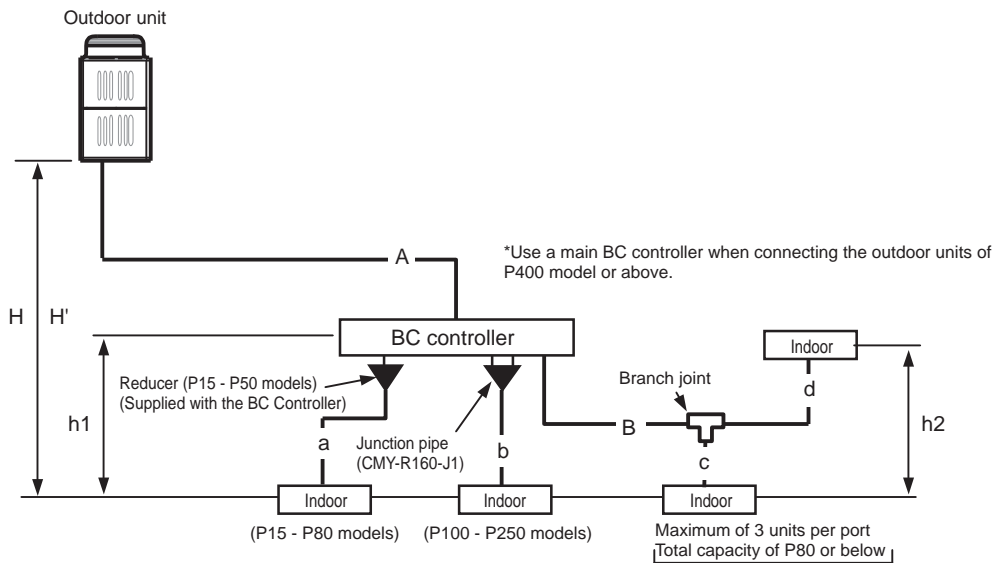 Outdoor unit
A
*Use a main BC controller when connecting the outdoor units of
P400 model or above.
H
H'
BC controller
Indoor
Reducer (P15 - P50 models)
(Supplied with the BC Controller)
Branch joint
d
h1
a
Junction pipe
(CMY-R160-J1)
b
B
h2
c
Indoor
Indoor
Indoor
(P15 - P80 models)
(P100 - P250 models)
Maximum of 3 units per port
Total capacity of P80 or below